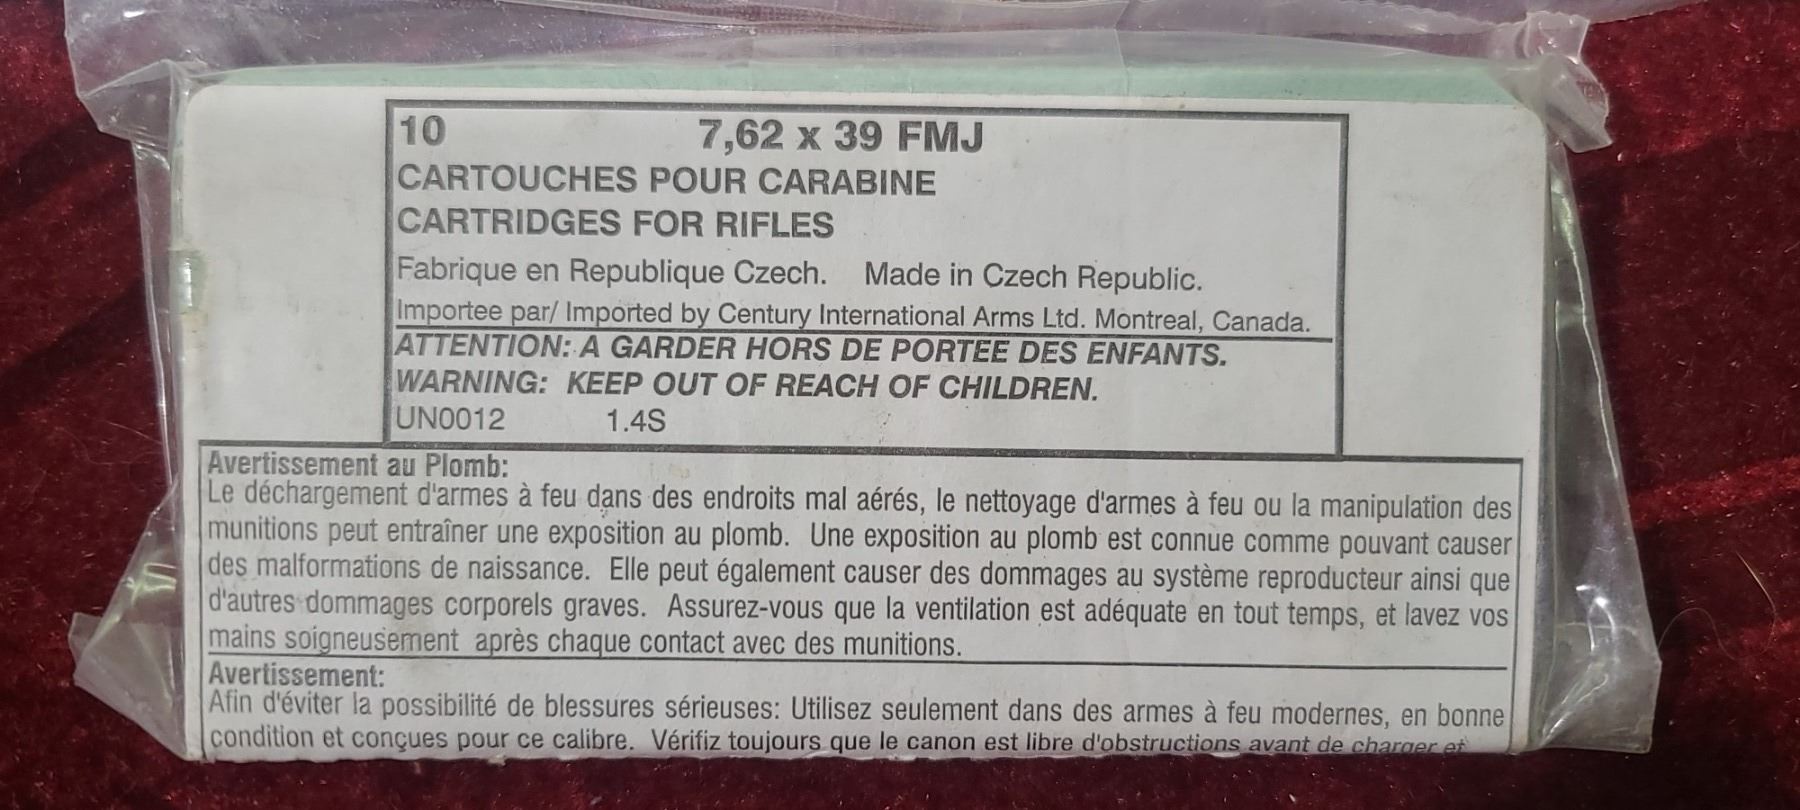 10 7,62 x 39 FMJ
CARTOUCHES POUR CARABINE
CARTRIDGES FOR RIFLES
Fabrique en Republique Czech. Made in Czech Republic.
Importee par/ Imported by Century International Arms Ltd. Montreal, Canada.
ATTENTION: A GARDER HORS DE PORTEE DES ENFANTS.
WARNING: KEEP OUT OF REACH OF CHILDREN.
UN0012 1.4S
Avertissement au Plomb:
Le déchargement d'armes à feu dans des endroits mal aérés, le nettoyage d'armes à feu ou la manipulation des
munitions peut entraîner une exposition au plomb. Une exposition au plomb est connue comme pouvant causer
des malformations de naissance. Elle peut également causer des dommages au système reproducteur ainsi que
d'autres dommages corporels graves. Assurez-vous que la ventilation est adéquate en tout temps, et lavez vos
mains soigneusement après chaque contact avec des munitions.
Avertissement:
Afin d'éviter la possibilité de blessures sérieuses: Utilisez seulement dans des armes à feu modernes, en bonne
condition et conçues pour ce calibre. Vérifiz toujours que le canon est libre d'obstructions avant de charger et